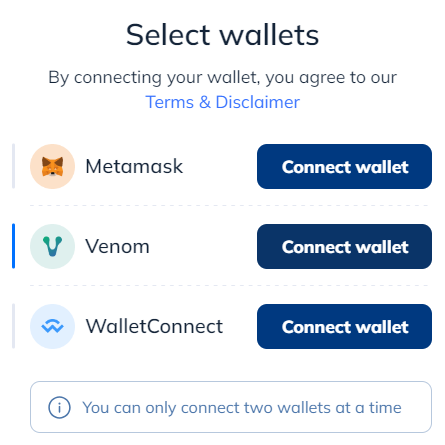 Select wallets
By connecting your wallet, you agree to our
Terms & Disclaimer
Metamask
Connect wallet
Venom
Connect wallet
WalletConnect
Connect wallet
You can only connect two wallets at a time